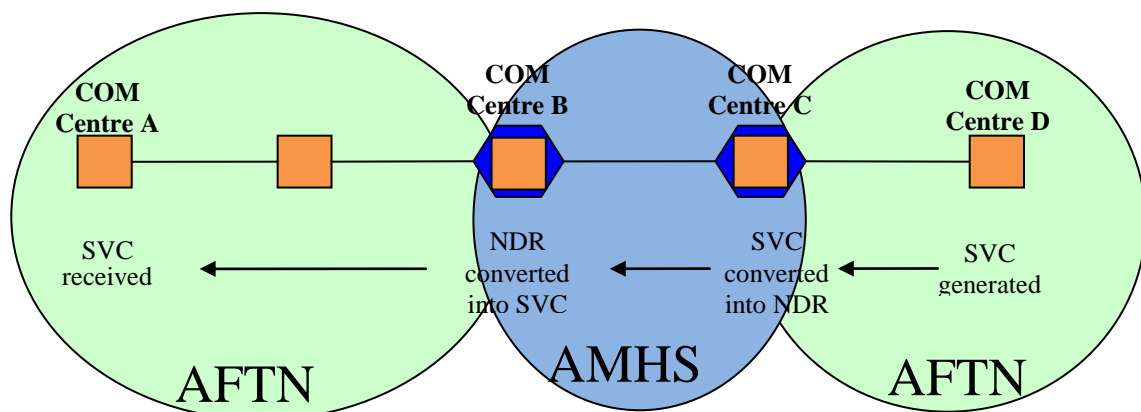 COM
Centre A
COM
Centre B
COM
Centre C
COM
Centre D
SVC
received
NDR
converted
into SVC
SVC
converted
into NDR
SVC
generated
AFTN
AMHS
AFTN